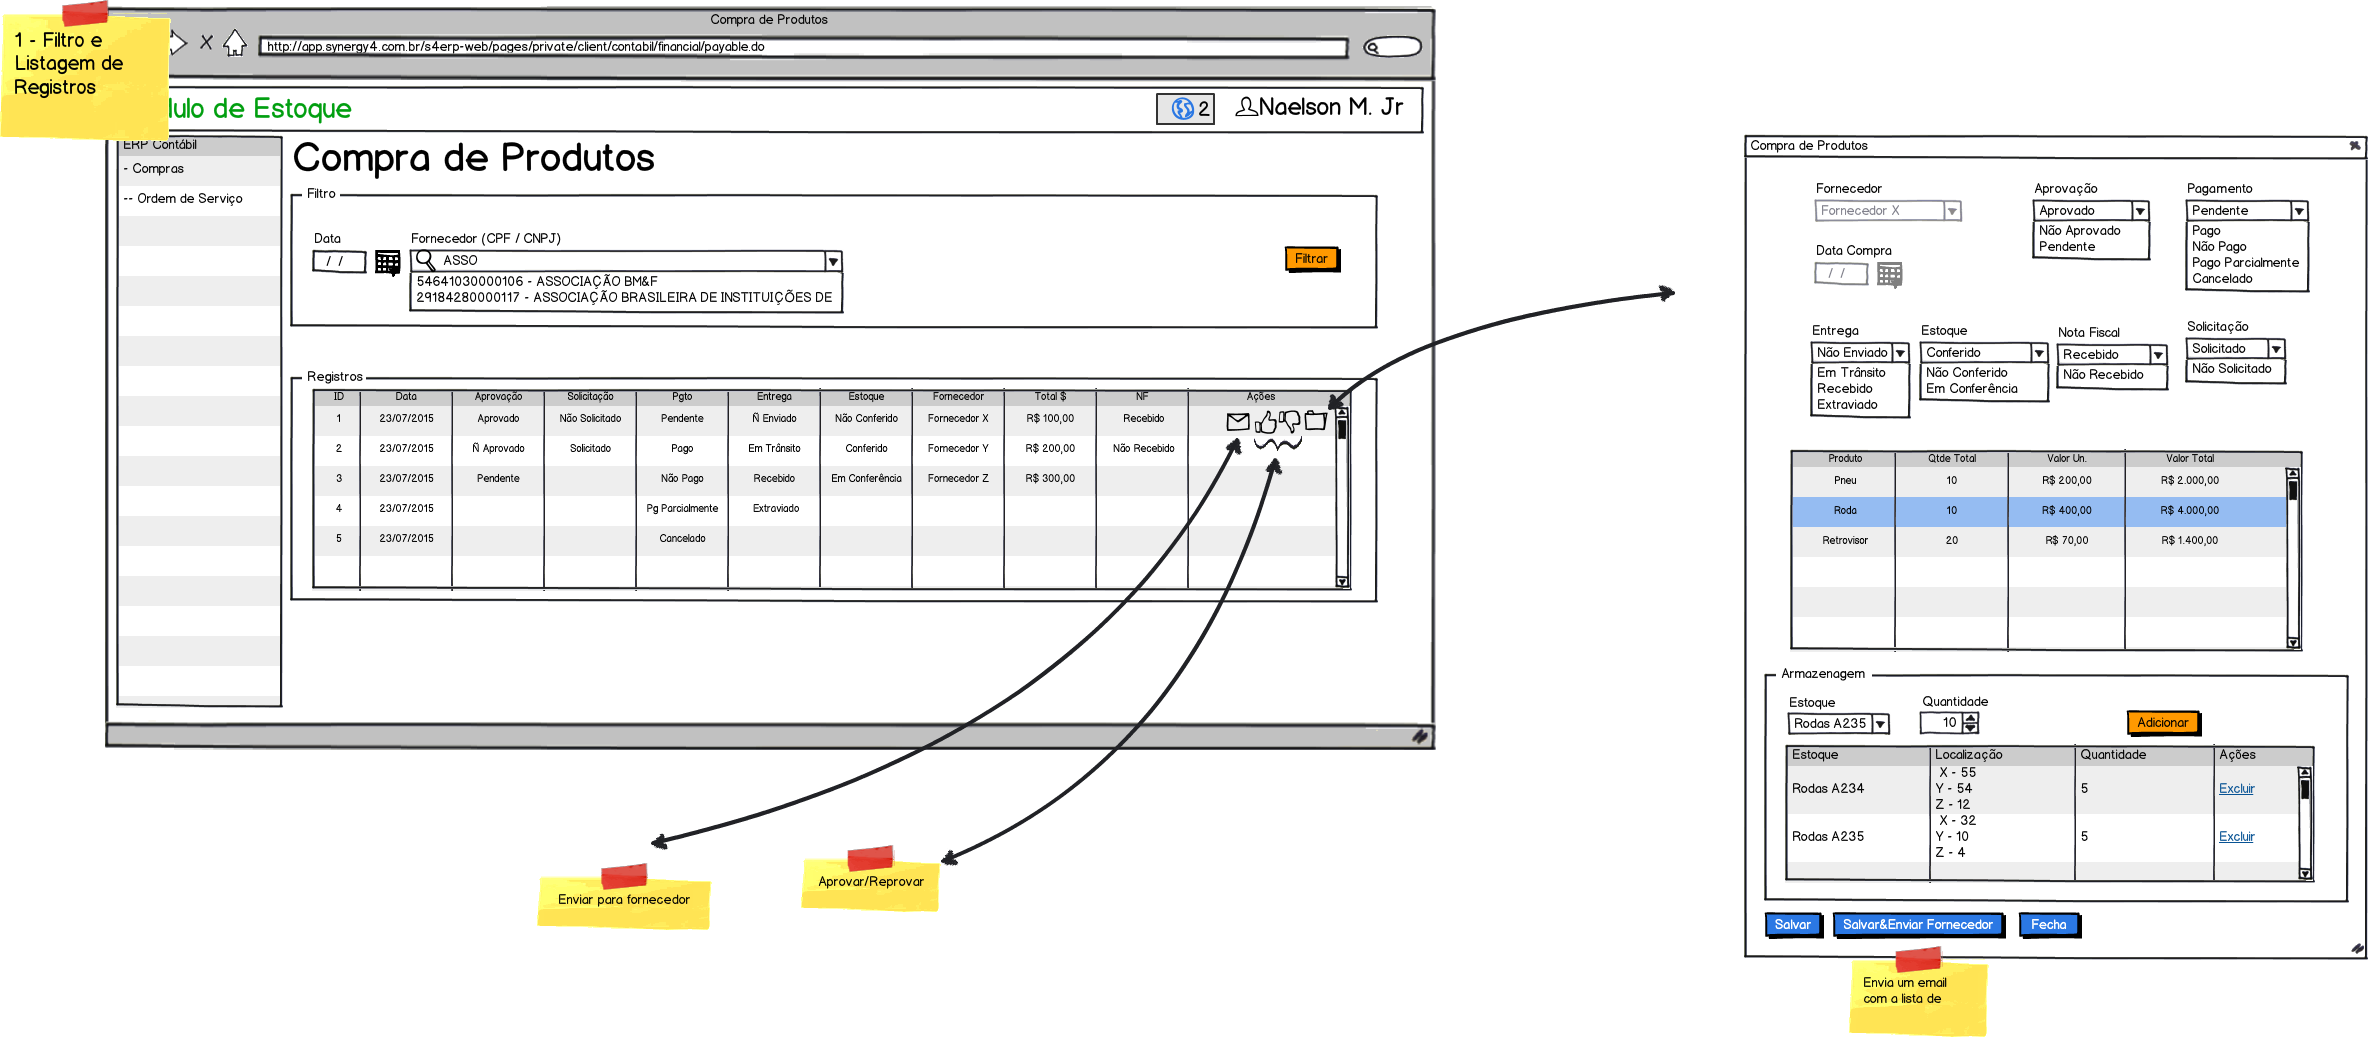 1 - Filtro e
Listagem de
Registros
Compra de Produtos
http://app.synergy4.com.br/s4erp-web/pages/private/client/contabil/financial/payable.do
ulo de Estoque
2
Naelson M. Jr
ERP Contábil
- Compras
-- Ordem de Serviço
Compra de Produtos
Filtro
Data
Fornecedor (CPF / CNPJ)
/ /
ASSO
Filtrar
54641030000106 - ASSOCIAÇÃO BM&F
29184280000117 - ASSOCIAÇÃO BRASILEIRA DE INSTITUIÇÕES DE
Registros
ID Data Aprovação Solicitação Pgto Entrega Estoque Fornecedor Total $ NF Ações
1 23/07/2015 Aprovado Não Solicitado Pendente Ñ Enviado Não Conferido Fornecedor X R$ 100,00 Recebido
2 23/07/2015 Ñ Aprovado Solicitado Pago Em Trânsito Conferido Fornecedor Y R$ 200,00 Não Recebido
3 23/07/2015 Pendente Não Pago Recebido Em Conferência Fornecedor Z R$ 300,00
4 23/07/2015 Pg Parcialmente Extraviado
5 23/07/2015 Cancelado
Enviar para fornecedor
Aprovar/Reprovar
Compra de Produtos
Fornecedor
Fornecedor X
Aprovação
Aprovado
Não Aprovado
Pendente
Pagamento
Pendente
Pago
Não Pago
Pago Parcialmente
Cancelado
Data Compra
/ /
Entrega
Não Enviado
Em Trânsito
Recebido
Extraviado
Estoque
Conferido
Não Conferido
Em Conferência
Nota Fiscal
Recebido
Não Recebido
Solicitação
Solicitado
Não Solicitado
Produto Qtde Total Valor Un. Valor Total
Pneu 10 R$ 200,00 R$ 2.000,00
Roda 10 R$ 400,00 R$ 4.000,00
Retrovisor 20 R$ 70,00 R$ 1.400,00
Armazenagem
Estoque
Quantidade
Rodas A235
10
Adicionar
Estoque Localização Quantidade Ações
X - 55
Rodas A234 Y - 54 5 Excluir
Z - 12
X - 32
Rodas A235 Y - 10 5 Excluir
Z - 4
Salvar
Salvar&Enviar Fornecedor
Fecha
Envia um email
com a lista de